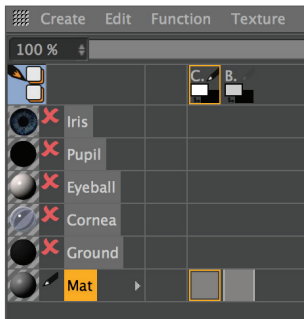 Create Edit Function Texture
100 %
C. B.
Iris
Pupil
Eyeball
Cornea
Ground
Mat